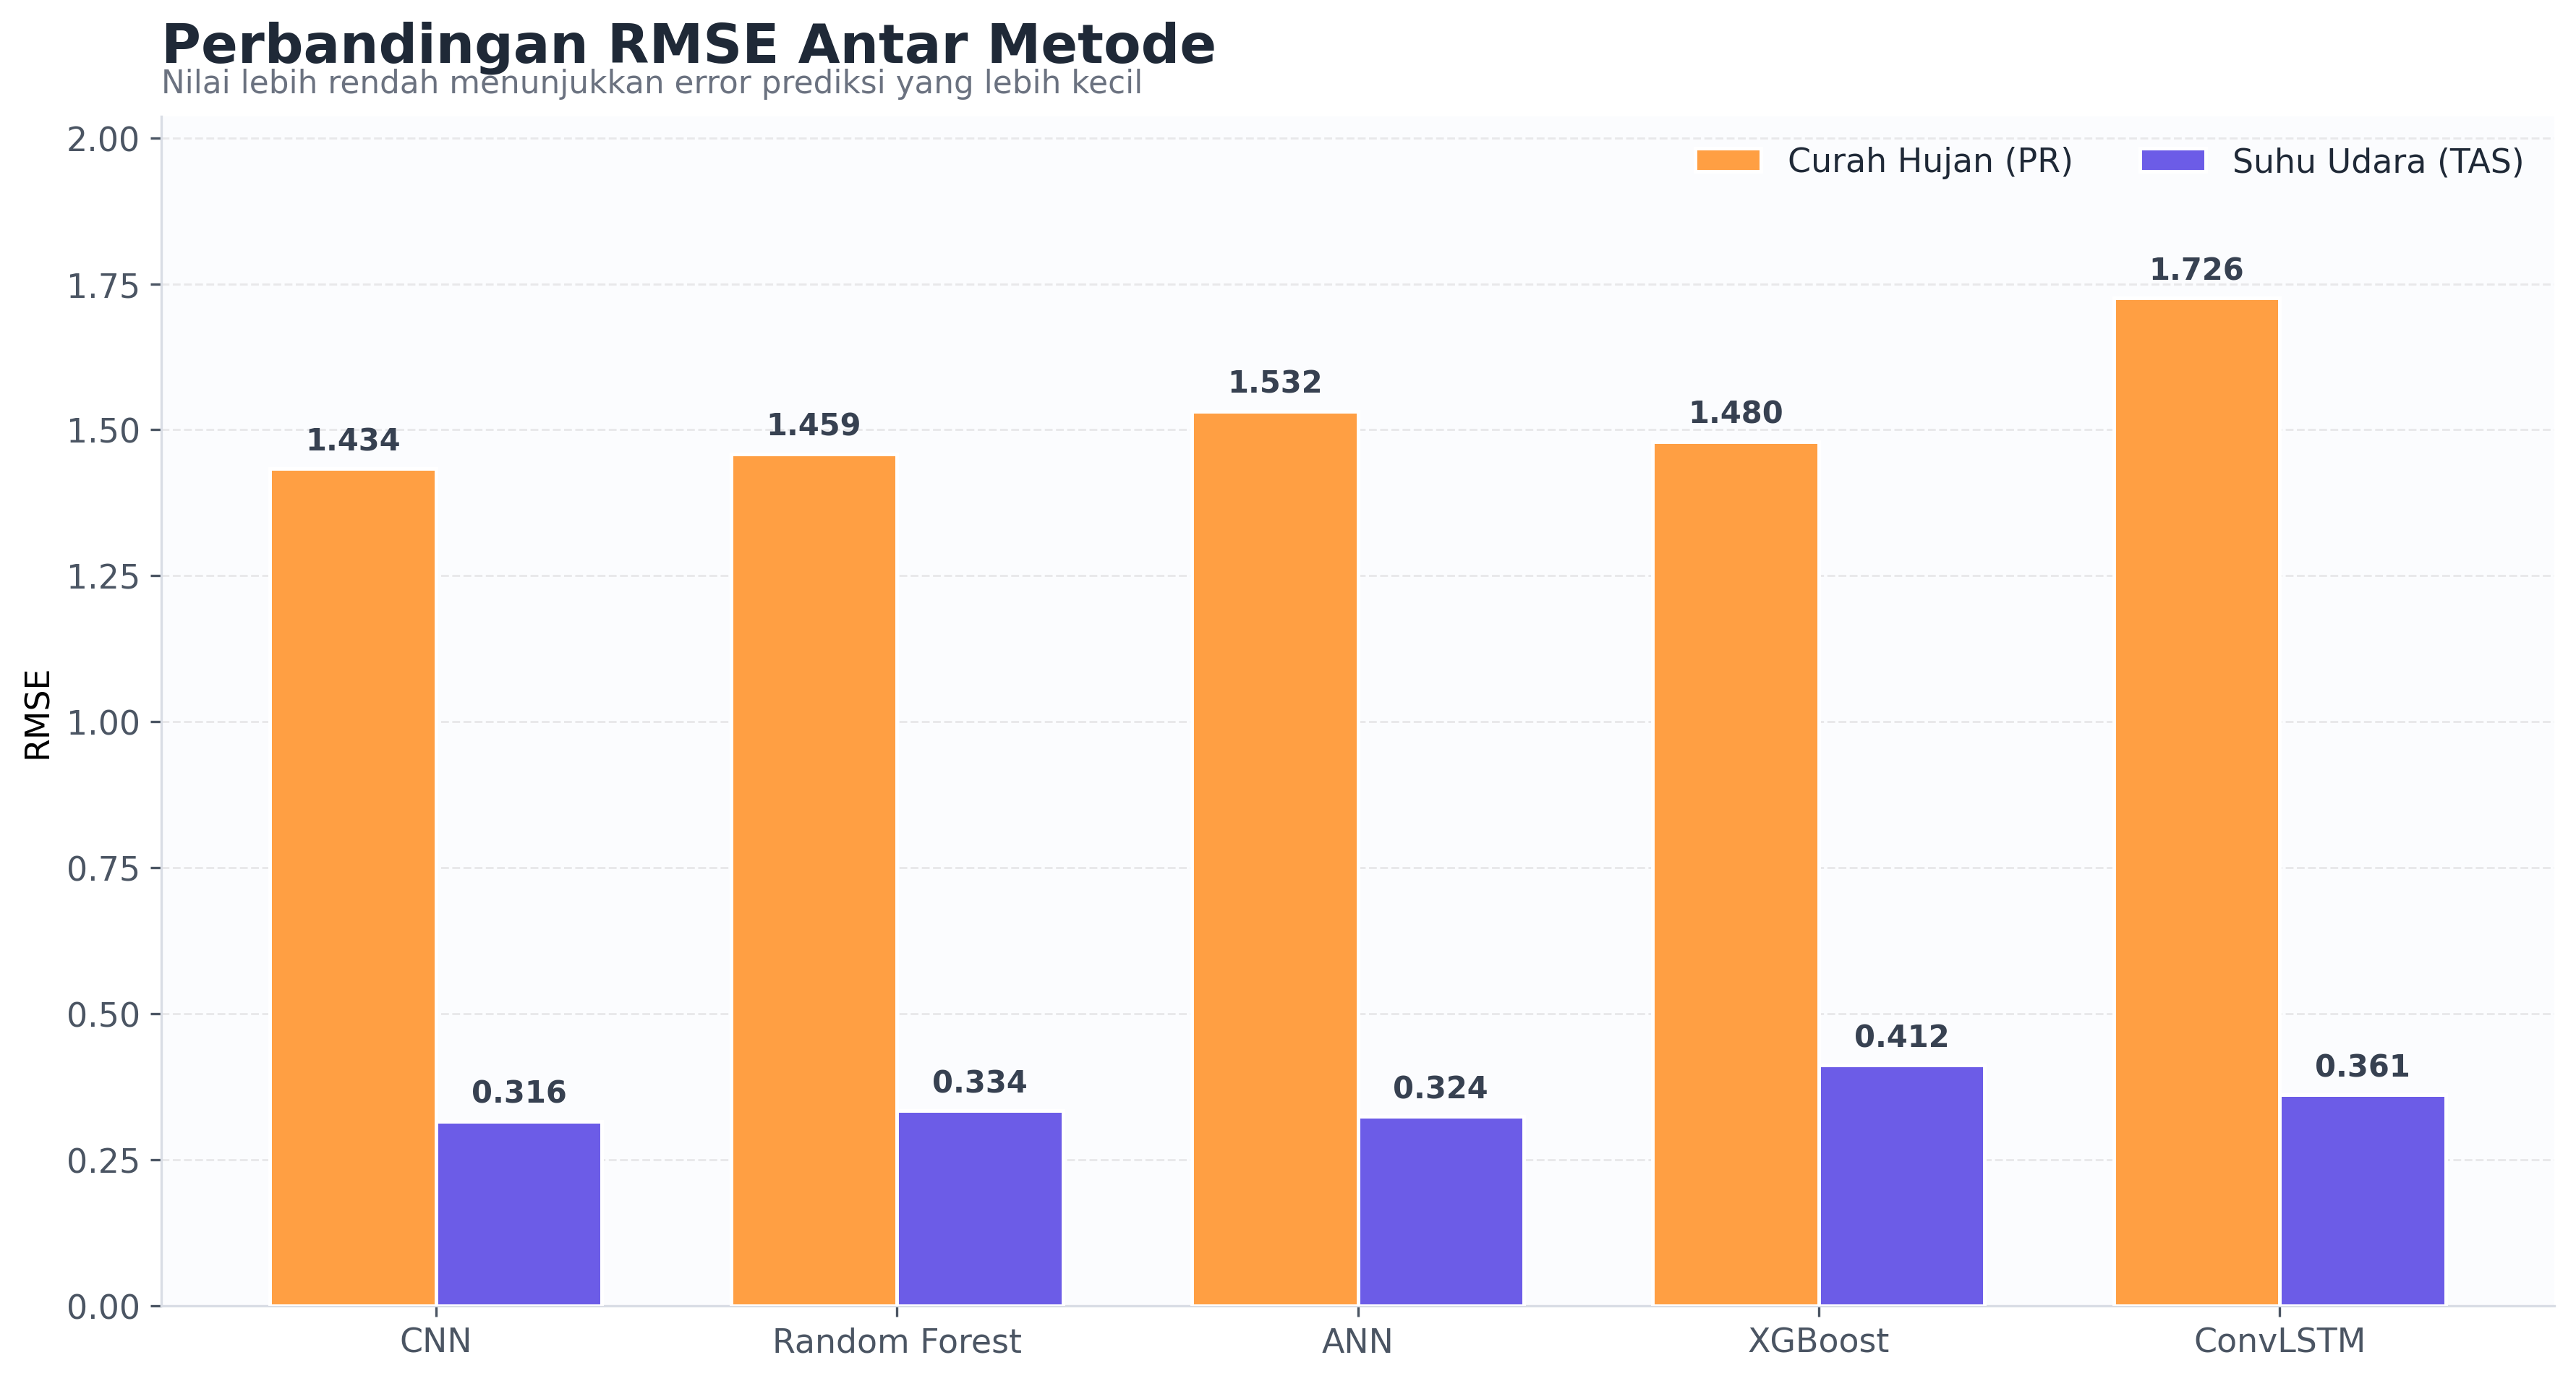 Perbandingan RMSE Antar Metode
Nilai lebih rendah menunjukkan error prediksi yang lebih kecil
Curah Hujan (PR) Suhu Udara (TAS)
RMSE
2.00
1.75
1.50
1.25
1.00
0.75
0.50
0.25
0.00
1.434 0.316
1.459 0.334
1.532 0.324
1.480 0.412
1.726 0.361
CNN Random Forest ANN XGBoost ConvLSTM